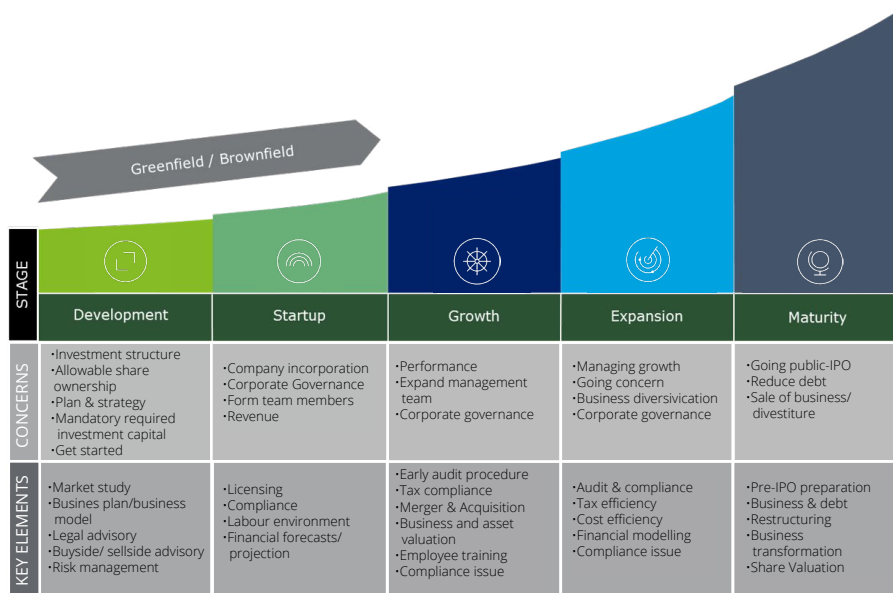 Greenfield / Brownfield
STAGE
Development
Startup
Growth
Expansion
Maturity
CONCERNS
•Investment structure
•Allowable share
ownership
•Plan & strategy
•Mandatory required
investment capital
•Get started
•Company incorporation
•Corporate Governance
•Form team members
•Revenue
•Performance
•Expand management
team
•Corporate governance
•Managing growth
•Going concern
•Business diversivication
•Corporate governance
•Going public-IPO
•Reduce debt
•Sale of business/
divestiture
KEY ELEMENTS
•Market study
•Busines plan/business
model
•Legal advisory
•Buyside/ sellside advisory
•Risk management
•Licensing
•Compliance
•Labour environment
•Financial forecasts/
projection
•Early audit procedure
•Tax compliance
•Merger & Acquisition
•Business and asset
valuation
•Employee training
•Compliance issue
•Audit & compliance
•Tax efficiency
•Cost efficiency
•Financial modelling
•Compliance issue
•Pre-IPO preparation
•Business & debt
•Restructuring
•Business
transformation
•Share Valuation